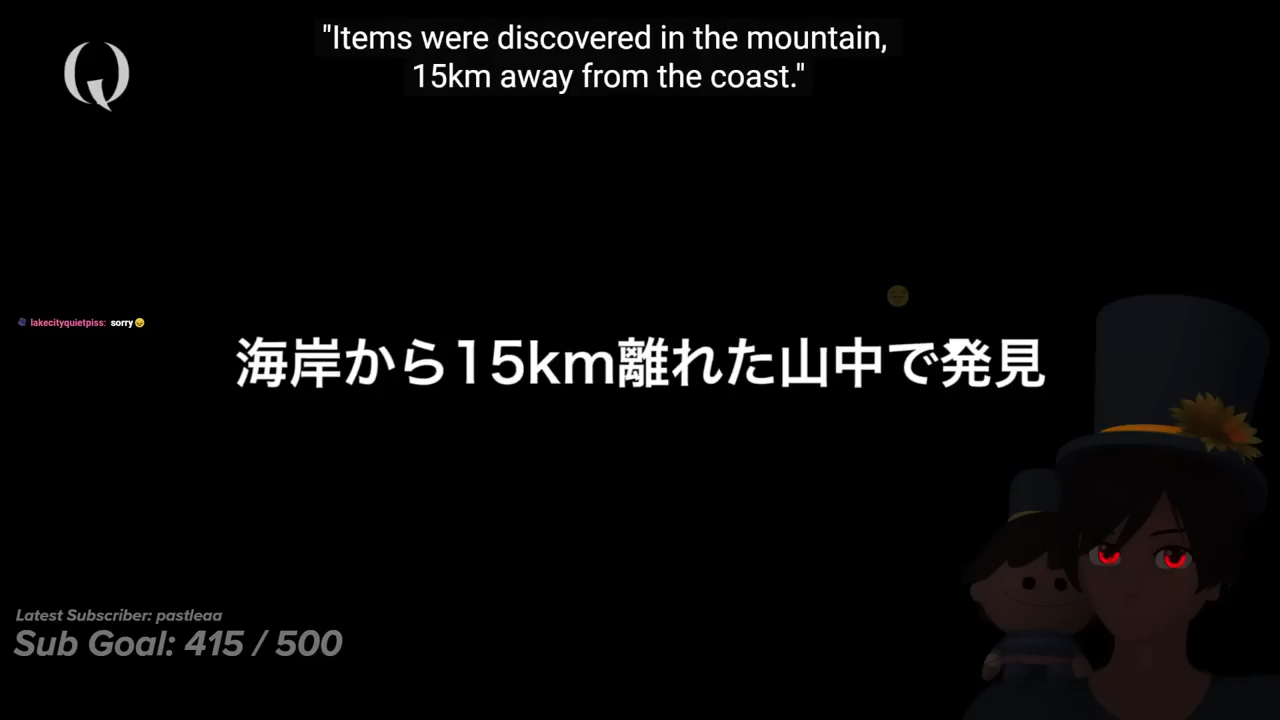 "Items were discovered in the mountain,
15km away from the coast."
Q
lakecityquietpiss: sorry
海岸から15km離れた山中で発見
Latest Subscriber: pastleaa
Sub Goal: 415 / 500